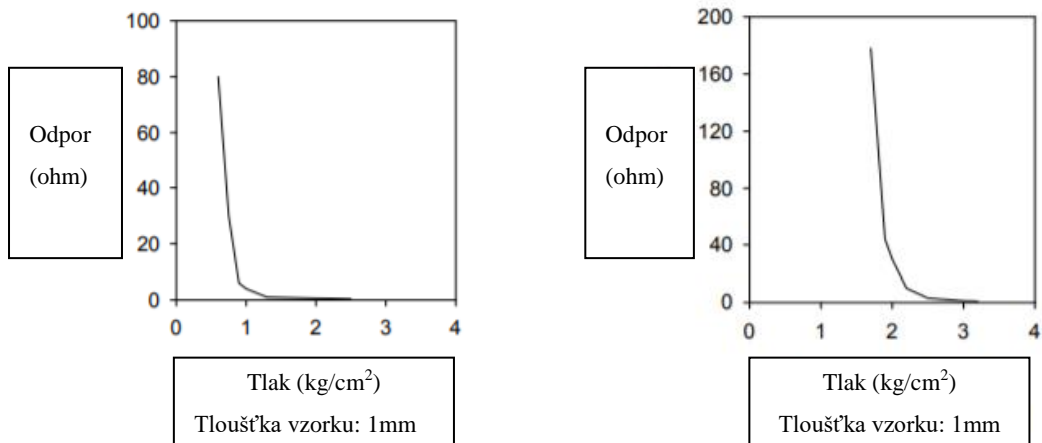 100
80
60
40
20
0
0 1 2 3 4
Odpor
(ohm)
Tlak (kg/cm²)
Tloušťka vzorku: 1mm
200
160
120
80
40
0
0 1 2 3 4
Odpor
(ohm)
Tlak (kg/cm²)
Tloušťka vzorku: 1mm